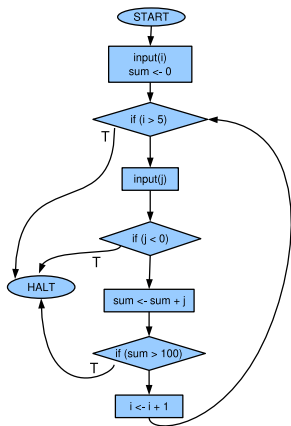 START
input(i)
sum <- 0
if (i > 5)
T
input(j)
if (j < 0)
T
HALT
sum <- sum + j
if (sum > 100)
T
i <- i + 1